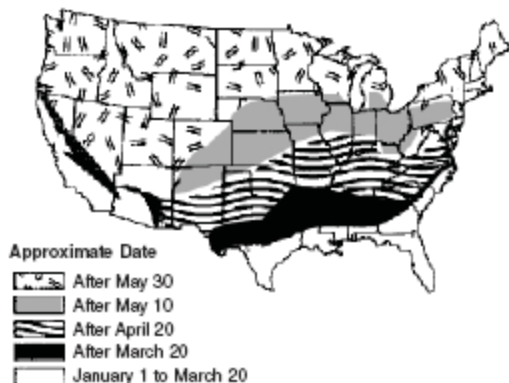 Approximate Date
After May 30
After May 10
After April 20
After March 20
January 1 to March 20